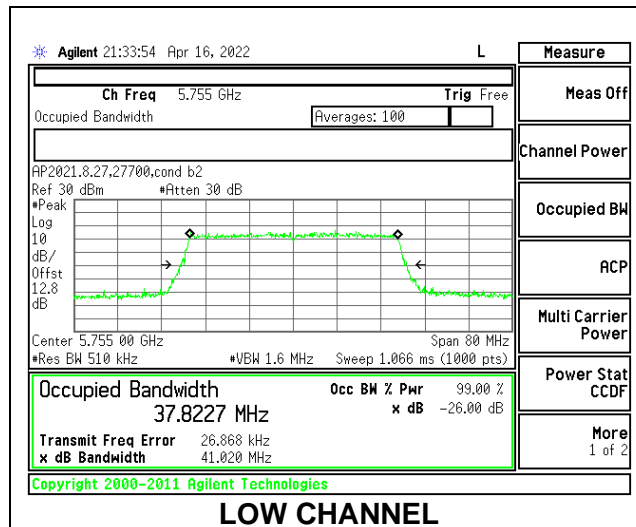 Agilent 21:33:54 Apr 16, 2022 L Measure
Ch Freq 5.755 GHz Trig Free
Meas Off
Occupied Bandwidth Averages: 100
Channel Power
AP2021.8.27,27700,cond b2
Ref 30 dBm #Atten 30 dB
#Peak
Log
10
dB/
Offst
12.8
dB
Occupied BW
ACP
Center 5.755 00 GHz Span 80 MHz
#Res BW 510 kHz #VBW 1.6 MHz Sweep 1.066 ms (1000 pts)
Multi Carrier
Power
Occupied Bandwidth Occ BW % Pwr 99.00 %
37.8227 MHz x dB -26.00 dB
Transmit Freq Error 26.868 kHz
x dB Bandwidth 41.020 MHz
Power Stat
CCDF
More
1 of 2
Copyright 2000-2011 Agilent Technologies
LOW CHANNEL